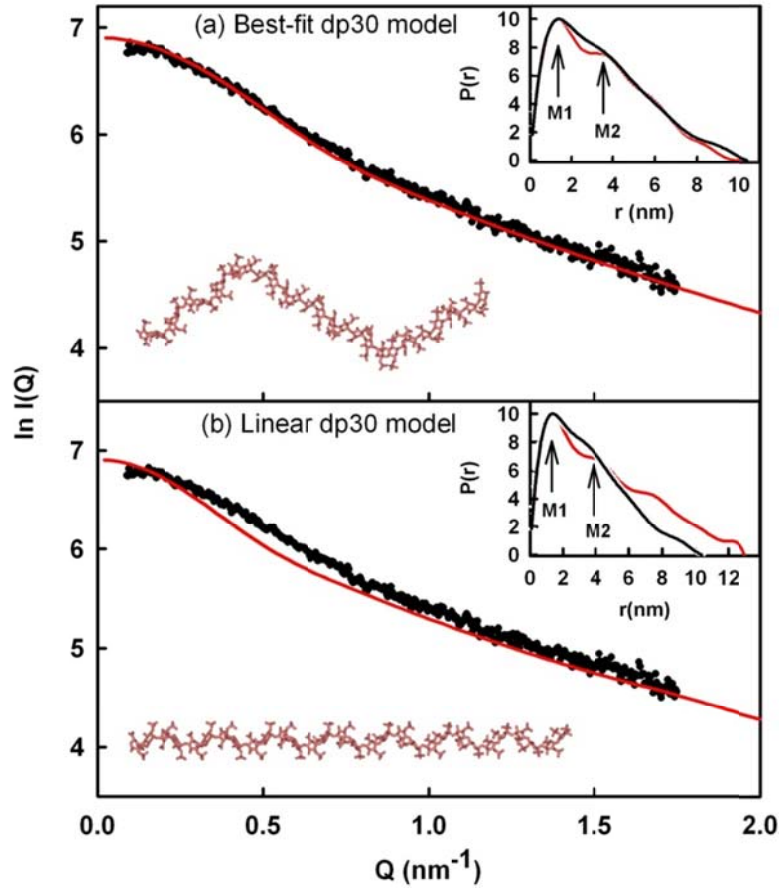 (a) Best-fit dp30 model
7
6
5
4
10
8
6
4
2
0
P(r)
M1
M2
0 2 4 6 8 10
r (nm)
ln I(Q)
(b) Linear dp30 model
7
6
5
4
10
8
6
4
2
0
P(r)
M1
M2
0 2 4 6 8 10 12
r(nm)
0.0 0.5 1.0 1.5 2.0
Q (nm⁻¹)